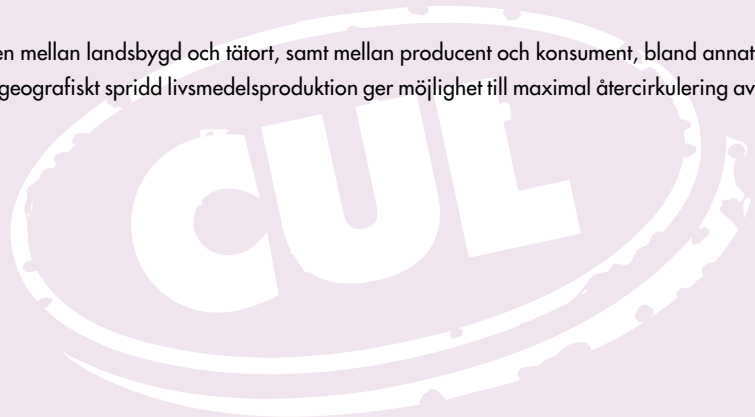 en mellan landsbygd och tätort, samt mellan producent och konsument, bland annat
geografiskt spridd livsmedelsproduktion ger möjlighet till maximal återcirkulering av
CUL